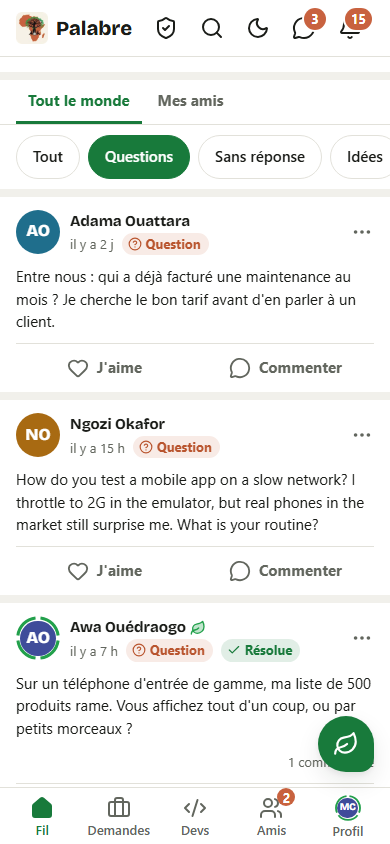 Palabre
3
15
Tout le monde
Mes amis
Tout
Questions
Sans réponse
Idées
AO
Adama Ouattara
il y a 2 j
Question
Entre nous : qui a déjà facturé une maintenance au
mois ? Je cherche le bon tarif avant d'en parler à un
client.
J'aime
Commenter
NO
Ngozi Okafor
il y a 15 h
Question
How do you test a mobile app on a slow network? I
throttle to 2G in the emulator, but real phones in the
market still surprise me. What is your routine?
J'aime
Commenter
AO
Awa Ouédraogo
il y a 7 h
Question
Résolue
Sur un téléphone d'entrée de gamme, ma liste de 500
produits rame. Vous affichez tout d'un coup, ou par
petits morceaux ?
1
Fil
Demandes
Devs
2
Amis
MC
Profil